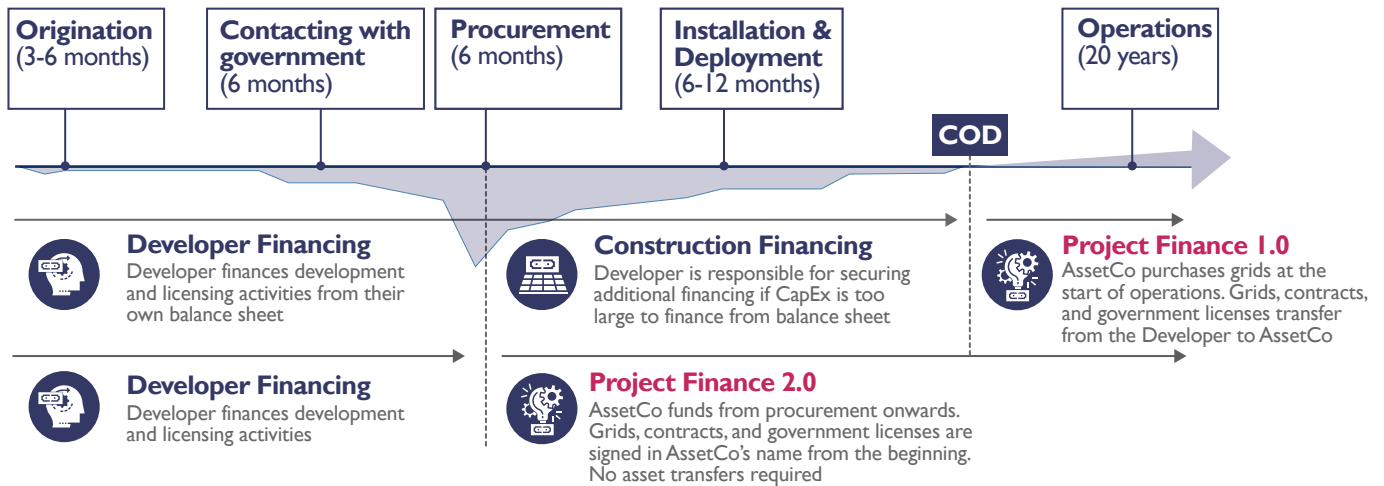 Origination
(3-6 months)
Contacting with
government
(6 months)
Procurement
(6 months)
Installation &
Deployment
(6-12 months)
Operations
(20 years)
COD
Developer Financing
Developer finances development
and licensing activities from their
own balance sheet
Construction Financing
Developer is responsible for securing
additional financing if CapEx is too
large to finance from balance sheet
Project Finance 1.0
AssetCo purchases grids at the
start of operations. Grids, contracts,
and government licenses transfer
from the Developer to AssetCo
Developer Financing
Developer finances development
and licensing activities
Project Finance 2.0
AssetCo funds from procurement onwards.
Grids, contracts, and government licenses are
signed in AssetCo's name from the beginning.
No asset transfers required